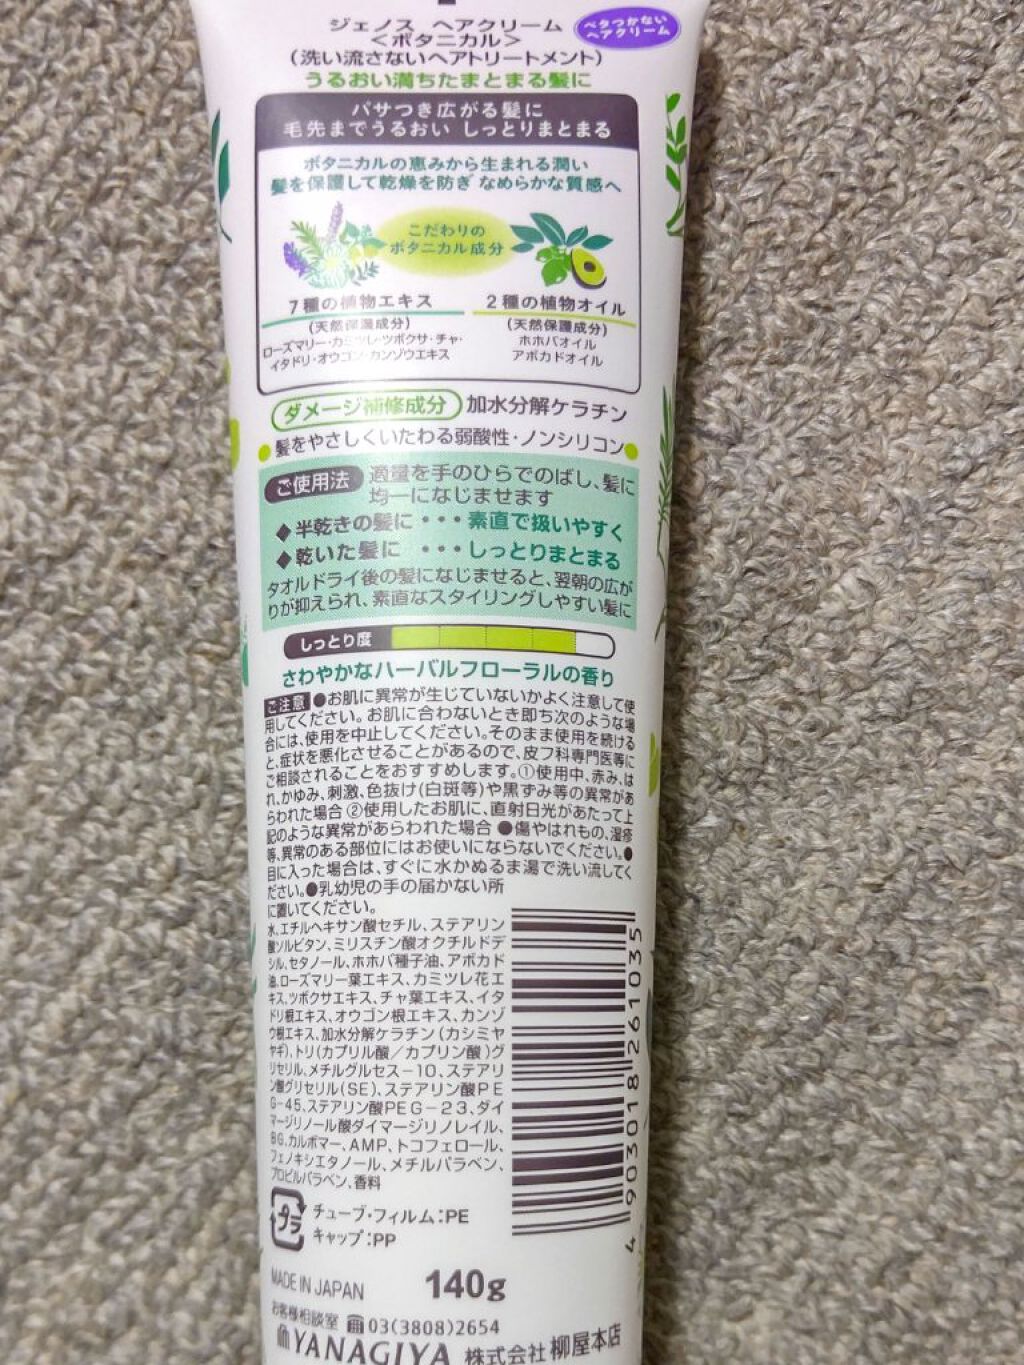 ジェノス ヘアクリーム
<ボタニカル>
(洗い流さないヘアトリートメント)
ベタつかない
ヘアクリーム
うるおい満ちたまとまる髪に
パサつき広がる髪に
毛先までうるおい しっとりまとまる
ボタニカルの恵みから生まれる潤い
髪を保護して乾燥を防ぎ なめらかな質感へ
こだわりの
ボタニカル成分
7種の植物エキス
(天然保湿成分)
ローズマリー・カミツレ・ツボクサ・チャ・
イタドリ・オウゴン・カンゾウエキス
2種の植物オイル
(天然保護成分)
ホホバオイル
アボカドオイル
ダメージ補修成分 加水分解ケラチン
●髪をやさしくいたわる弱酸性・ノンシリコン●
ご使用法 適量を手のひらでのばし、髪に
均一になじませます
◆半乾きの髪に・・・素直で扱いやすく
◆乾いた髪に ・・・しっとりまとまる
タオルドライ後の髪になじませると、翌朝の広が
りが抑えられ、素直なスタイリングしやすい髪に
しっとり度
さわやかなハーバルフローラルの香り
ご注意 ●お肌に異常が生じていないかよく注意して使
用してください。お肌に合わないとき即ち次のような場
合には、使用を中止してください。そのまま使用を続ける
と、症状を悪化させることがあるので、皮フ科専門医等に
ご相談されることをおすすめします。①使用中、赤み、は
れ、かゆみ、刺激、色抜け(白斑等)や黒ずみ等の異常があ
らわれた場合 ②使用したお肌に、直射日光があたって上
記のような異常があらわれた場合 ●傷やはれもの、湿疹
等、異常のある部位にはお使いにならないでください。●
目に入った場合は、すぐに水かぬるま湯で洗い流してく
ださい。●乳幼児の手の届かない所
に置いてください。
水、エチルヘキサン酸セチル、ステアリン
酸ソルビタン、ミリスチン酸オクチルドデ
シル、セタノール、ホホバ種子油、アボカド
油、ローズマリー葉エキス、カミツレ花エ
キス、ツボクサエキス、チャ葉エキス、イタ
ドリ根エキス、オウゴン根エキス、カンゾ
ウ根エキス、加水分解ケラチン(カシミヤ
ヤギ)、トリ(カプリル酸/カプリン酸)グ
リセリル、メチルグルセス-10、ステアリ
ン酸グリセリル(SE)、ステアリン酸PE
G-45、ステアリン酸PEG-23、ダイ
マージリノール酸ダイマージリノレイル、
BG、カルボマー、AMP、トコフェロール、
フェノキシエタノール、メチルパラベン、
プロピルパラベン、香料
4 903018 261035
プラ
チューブ・フィルム:PE
キャップ:PP
MADE IN JAPAN 140g
お客様相談室 ☎03(3808)2654
YANAGIYA 株式会社 柳屋本店